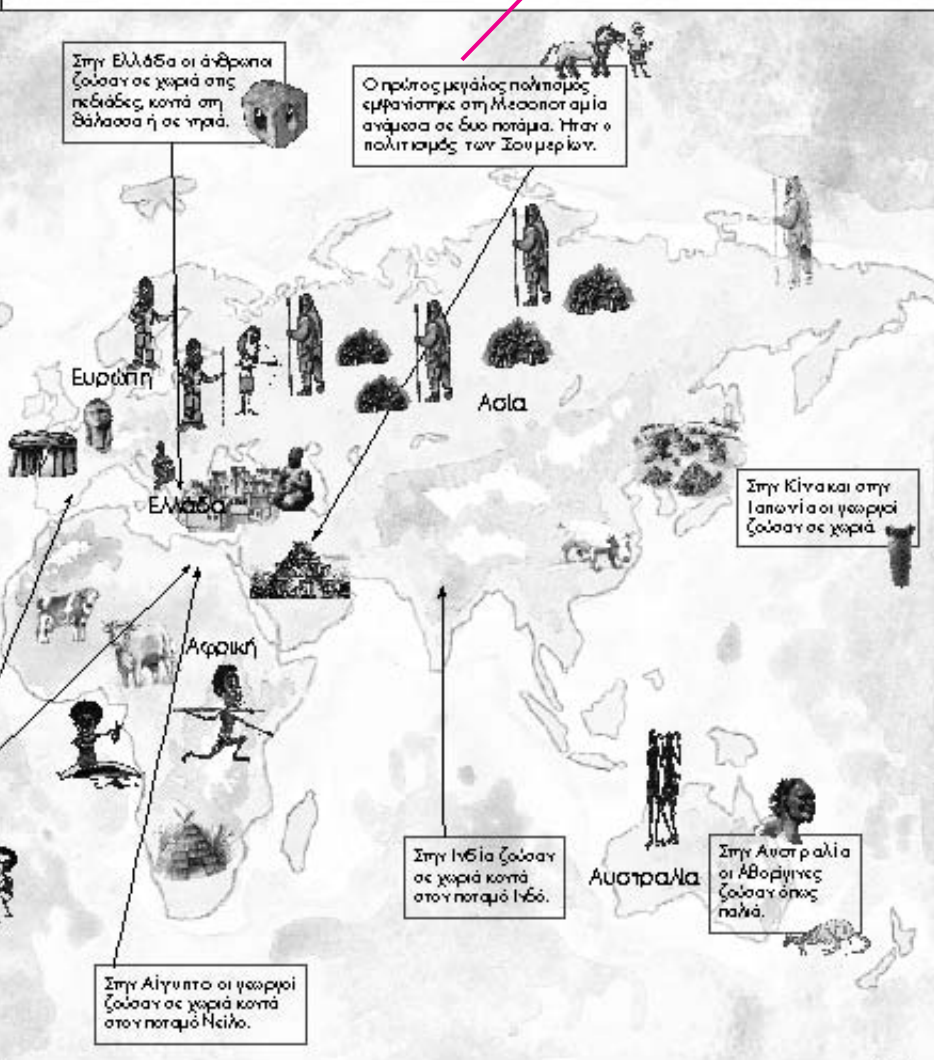 Στην Ελλάδα οι άνθρωποι
ζούσαν σε χωριά στις
πεδιάδες, κοντά στη
θάλασσα ή σε νησιά.
Ο πρώτος μεγάλος πολιτισμός
εμφανίστηκε στη Μεσοποταμία
ανάμεσα σε δυο ποτάμια. Ήταν ο
πολιτισμός των Σουμερίων.
Ευρώπη
Ασία
Ελλάδα
Στην Κίνα και στην
Ιαπωνία οι γεωργοί
ζούσαν σε χωριά.
Αφρική
Στην Ινδία ζούσαν
σε χωριά κοντά
στον ποταμό Ινδό.
Αυστραλία
Στην Αυστραλία
οι Αβορίγινες
ζούσαν όπως
παλιά.
Στην Αίγυπτο οι γεωργοί
ζούσαν σε χωριά κοντά
στον ποταμό Νείλο.